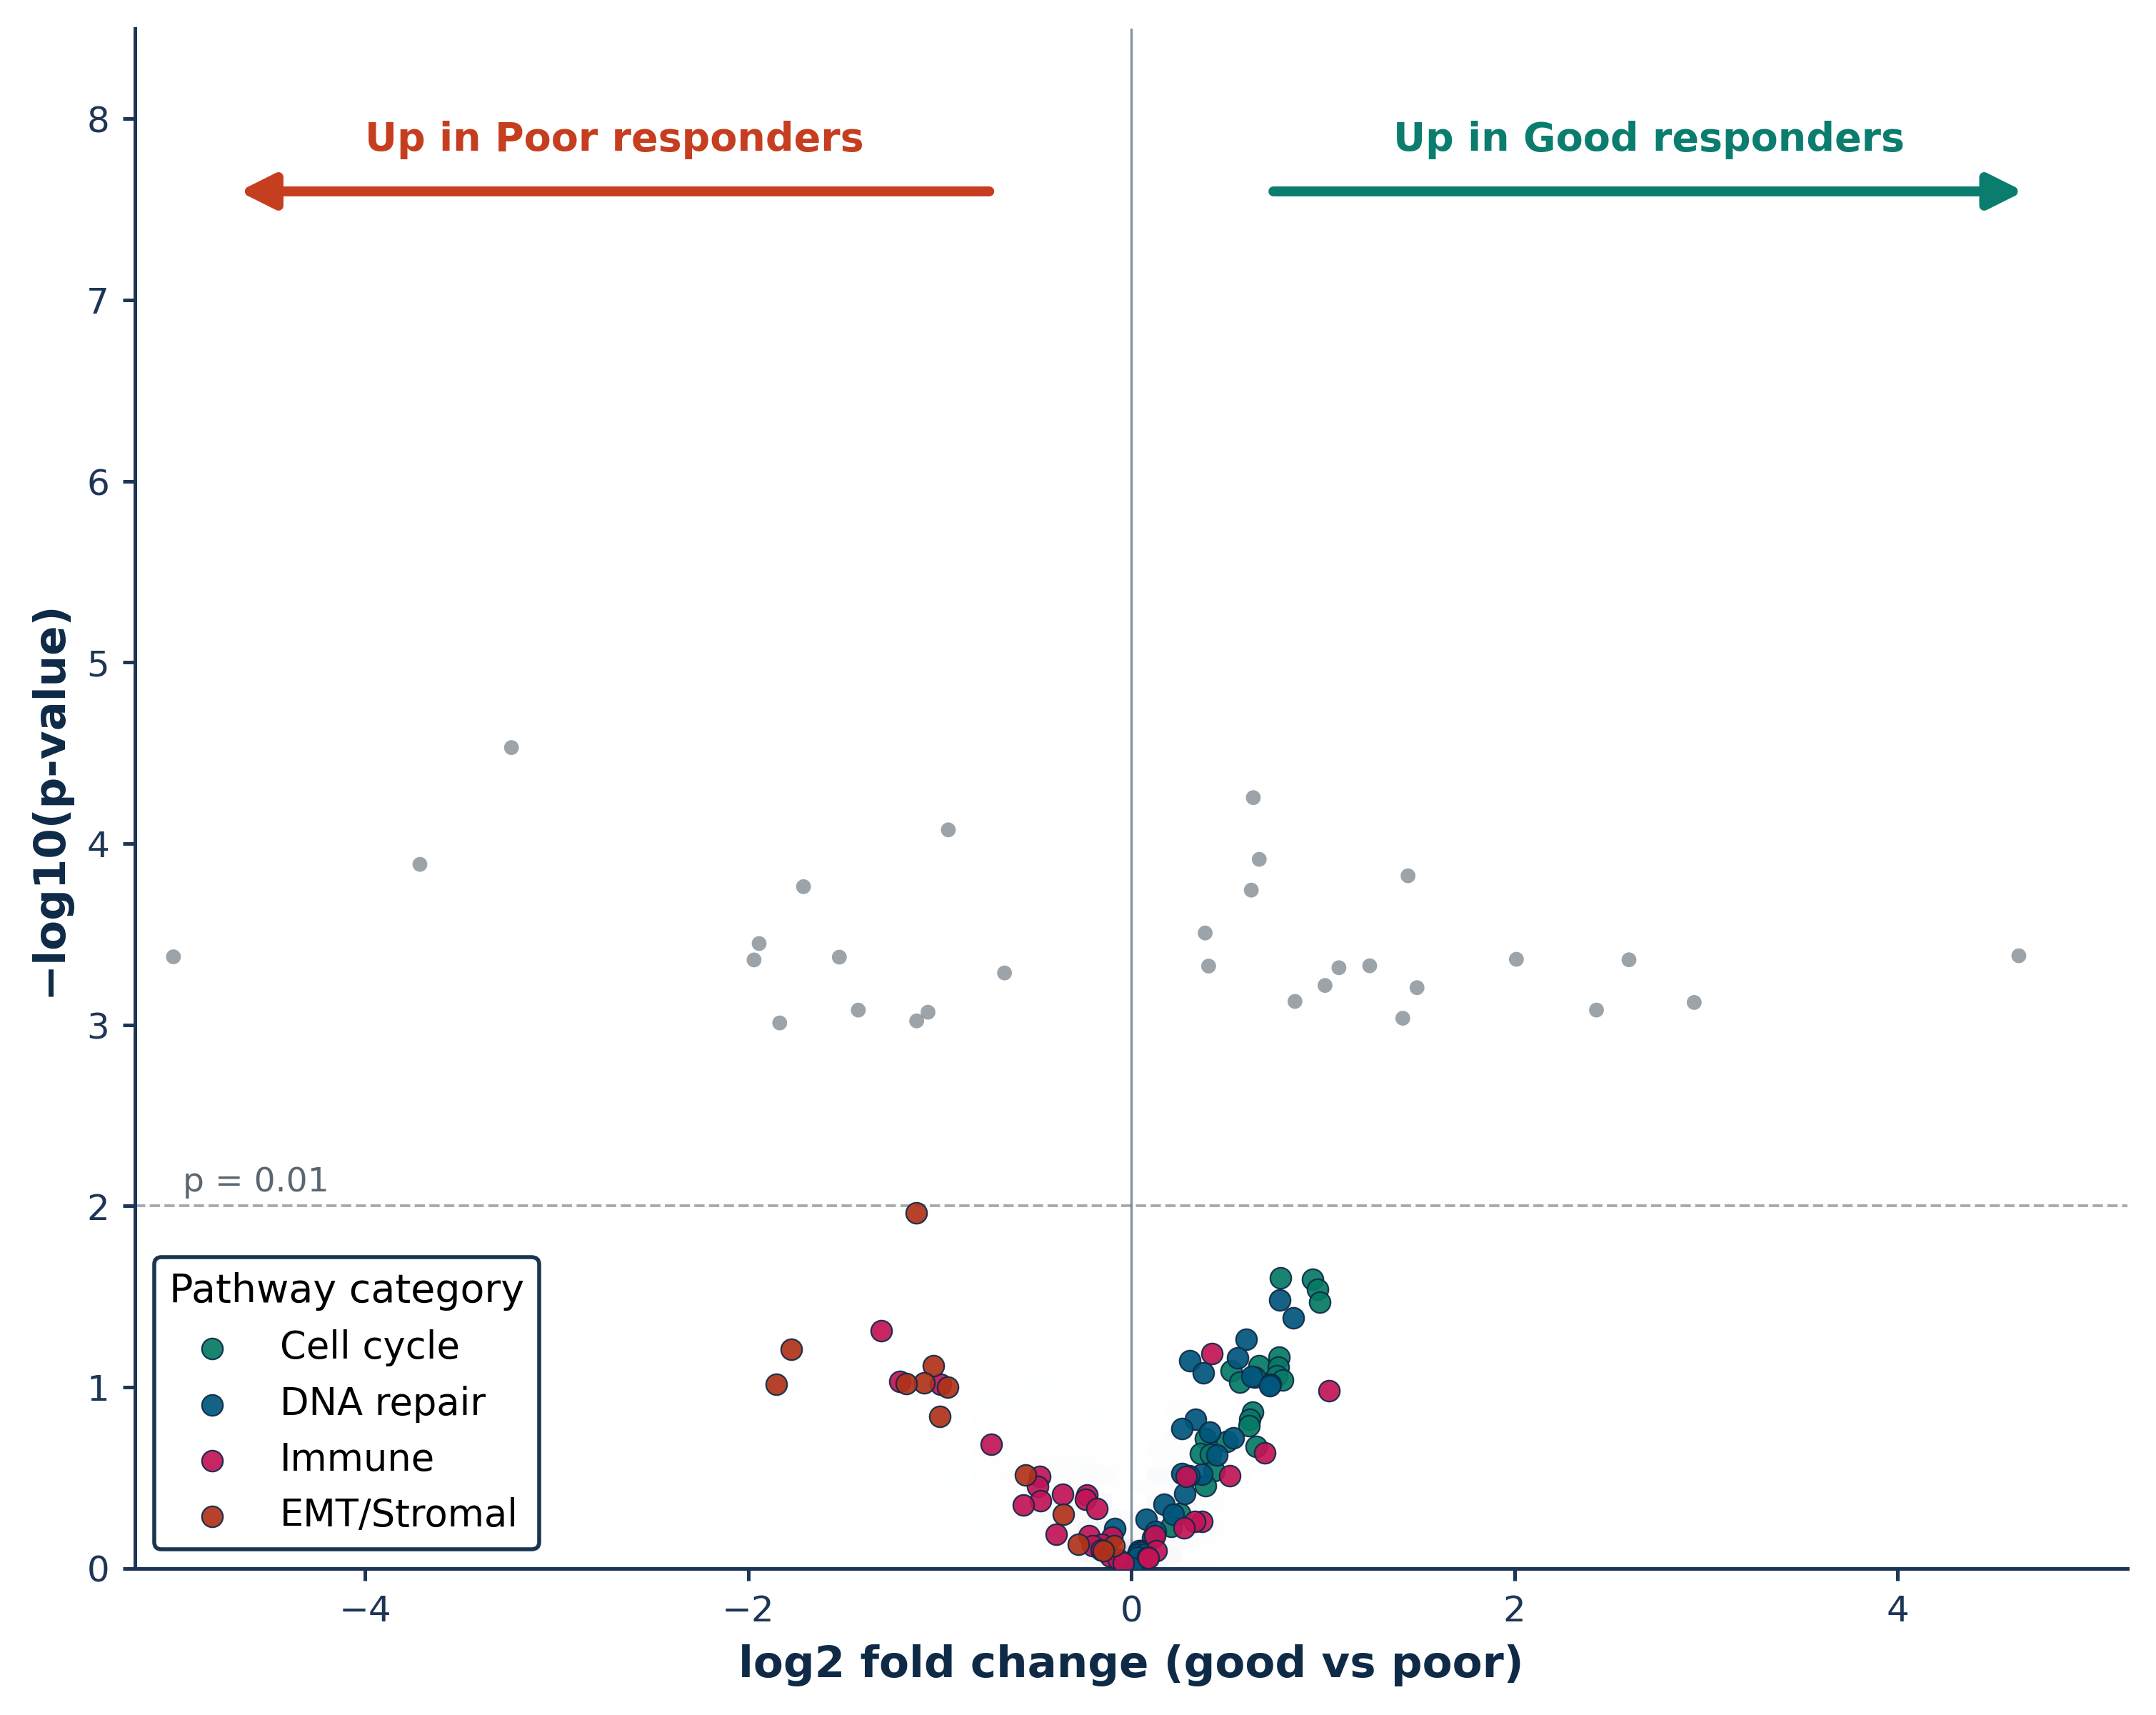 Up in Poor responders
Up in Good responders
8
7
6
5
4
3
2
1
0
−log10(p-value)
p = 0.01
Pathway category
Cell cycle
DNA repair
Immune
EMT/Stromal
−4
−2
0
2
4
log2 fold change (good vs poor)